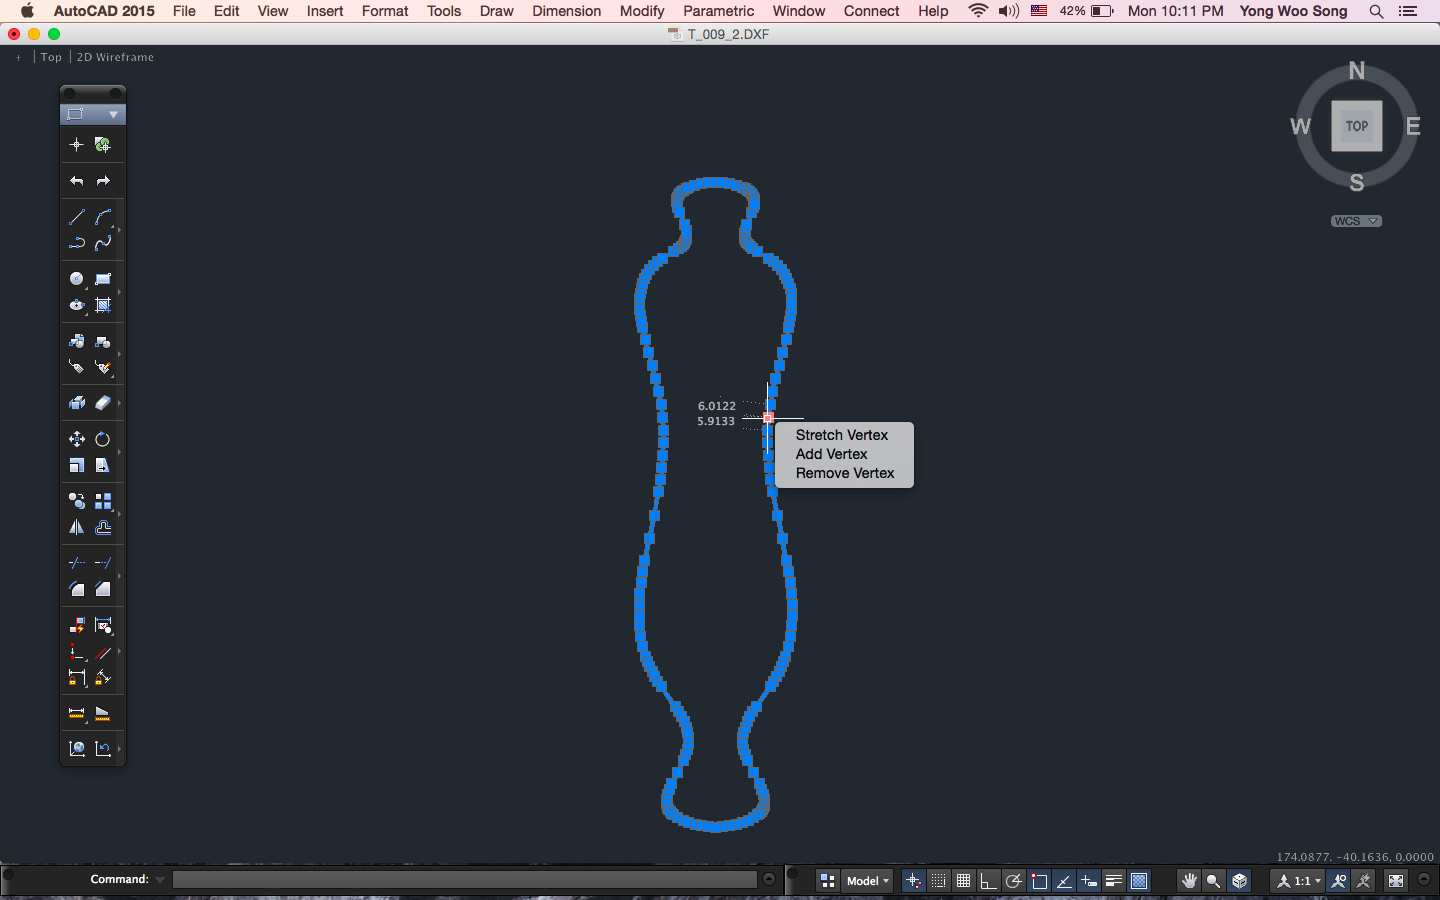 AutoCAD 2015 File Edit View Insert Format Tools Draw Dimension Modify Parametric Window Connect Help 42% Mon 10:11 PM Yong Woo Song
T_009_2.DXF
+ | Top | 2D Wireframe
N
W TOP E
S
WCS
6.0122
5.9133
Stretch Vertex
Add Vertex
Remove Vertex
174.0877, -40.1636, 0.0000
Command: Model 1:1